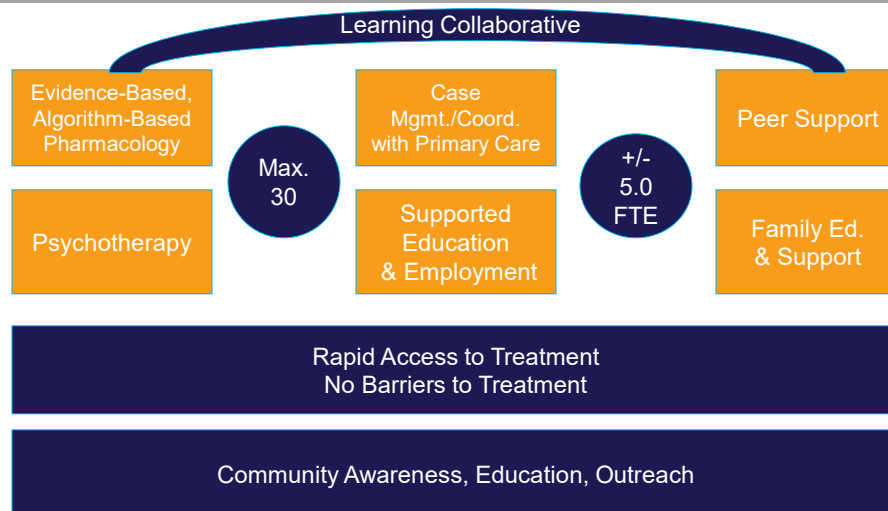 Learning Collaborative
Evidence-Based,
Algorithm-Based
Pharmacology
Case
Mgmt./Coord.
with Primary Care
Peer Support
Max.
30
+/-
5.0
FTE
Psychotherapy
Supported
Education
& Employment
Family Ed.
& Support
Rapid Access to Treatment
No Barriers to Treatment
Community Awareness, Education, Outreach